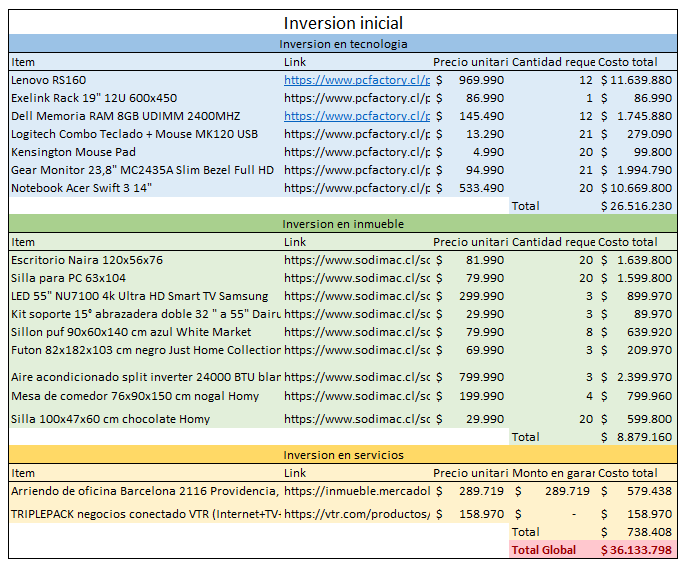 Inversion inicial
Inversion en tecnologia
Item Link Precio unitari Cantidad reque Costo total
Lenovo RS160 https://www.pcfactory.cl/p $ 969.990 12 $ 11.639.880
Exelink Rack 19" 12U 600x450 https://www.pcfactory.cl/p $ 86.990 1 $ 86.990
Dell Memoria RAM 8GB UDIMM 2400MHZ https://www.pcfactory.cl/p $ 145.490 12 $ 1.745.880
Logitech Combo Teclado + Mouse MK120 USB https://www.pcfactory.cl/p $ 13.290 21 $ 279.090
Kensington Mouse Pad https://www.pcfactory.cl/p $ 4.990 20 $ 99.800
Gear Monitor 23,8" MC2435A Slim Bezel Full HD https://www.pcfactory.cl/p $ 94.990 21 $ 1.994.790
Notebook Acer Swift 3 14" https://www.pcfactory.cl/p $ 533.490 20 $ 10.669.800
Total $ 26.516.230
Inversion en inmueble
Item Link Precio unitari Cantidad reque Costo total
Escritorio Naira 120x56x76 https://www.sodimac.cl/so $ 81.990 20 $ 1.639.800
Silla para PC 63x104 https://www.sodimac.cl/so $ 79.990 20 $ 1.599.800
LED 55" NU7100 4k Ultra HD Smart TV Samsung https://www.sodimac.cl/so $ 299.990 3 $ 899.970
Kit soporte 15° abrazadera doble 32 " a 55" Dairu https://www.sodimac.cl/so $ 29.990 3 $ 89.970
Sillon puf 90x60x140 cm azul White Market https://www.sodimac.cl/so $ 79.990 8 $ 639.920
Futon 82x182x103 cm negro Just Home Collection https://www.sodimac.cl/so $ 69.990 3 $ 209.970
Aire acondicionado split inverter 24000 BTU blan https://www.sodimac.cl/so $ 799.990 3 $ 2.399.970
Mesa de comedor 76x90x150 cm nogal Homy https://www.sodimac.cl/so $ 199.990 4 $ 799.960
Silla 100x47x60 cm chocolate Homy https://www.sodimac.cl/so $ 29.990 20 $ 599.800
Total $ 8.879.160
Inversion en servicios
Item Link Precio unitari Monto en garan Costo total
Arriendo de oficina Barcelona 2116 Providencia, https://inmueble.mercadol $ 289.719 $ 289.719 $ 579.438
TRIPLEPACK negocios conectado VTR (Internet+TV- https://vtr.com/productos/ $ 158.970 $ - $ 158.970
Total $ 738.408
Total Global $ 36.133.798